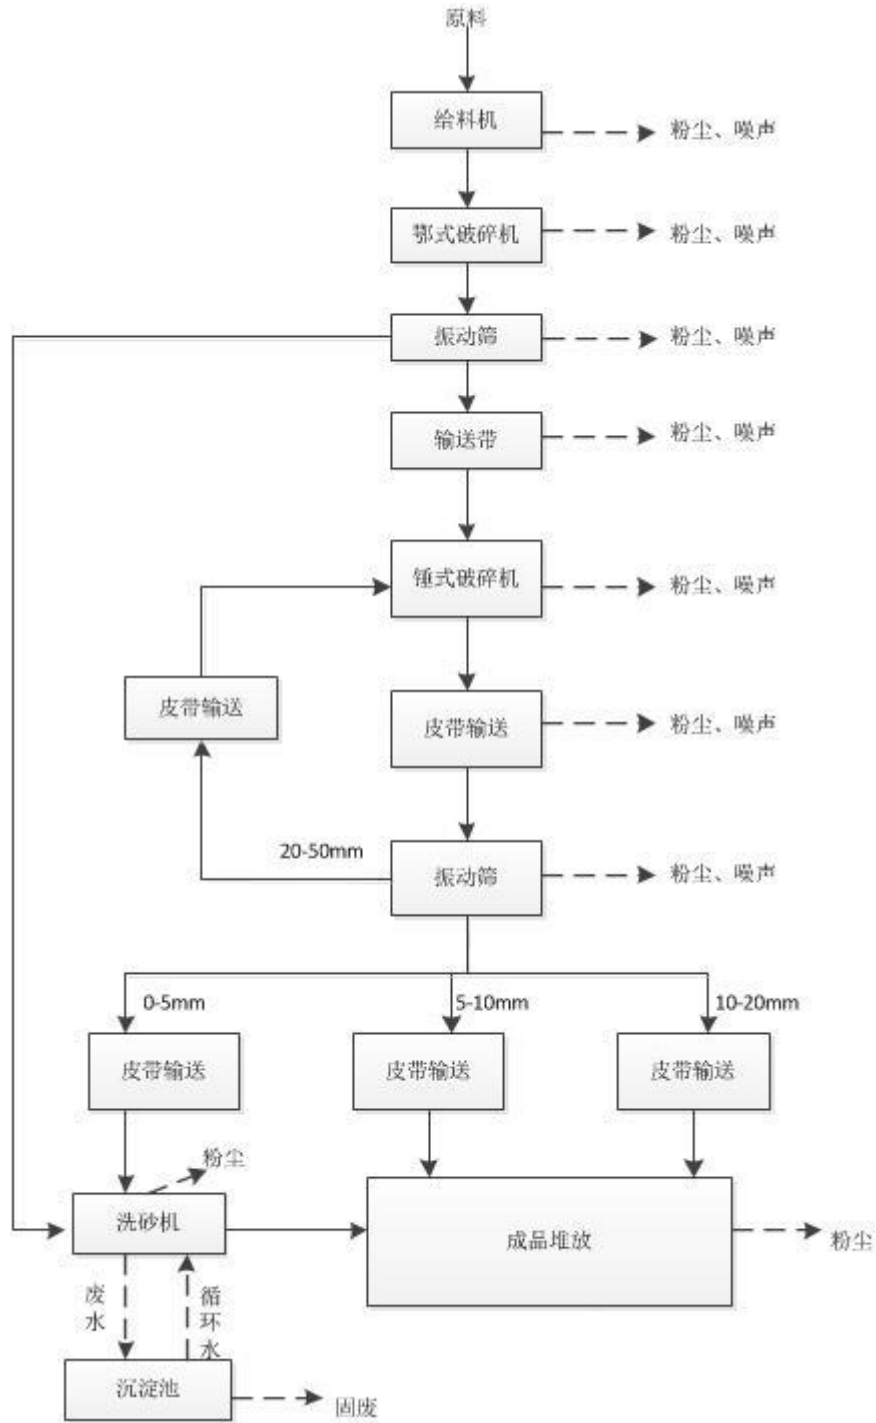 原料
给料机
粉尘、噪声
鄂式破碎机
粉尘、噪声
振动筛
粉尘、噪声
输送带
粉尘、噪声
锤式破碎机
粉尘、噪声
皮带输送
皮带输送
粉尘、噪声
20-50mm
振动筛
粉尘、噪声
0-5mm
5-10mm
10-20mm
皮带输送
皮带输送
皮带输送
粉尘
洗砂机
成品堆放
粉尘
废水
循环水
沉淀池
固废